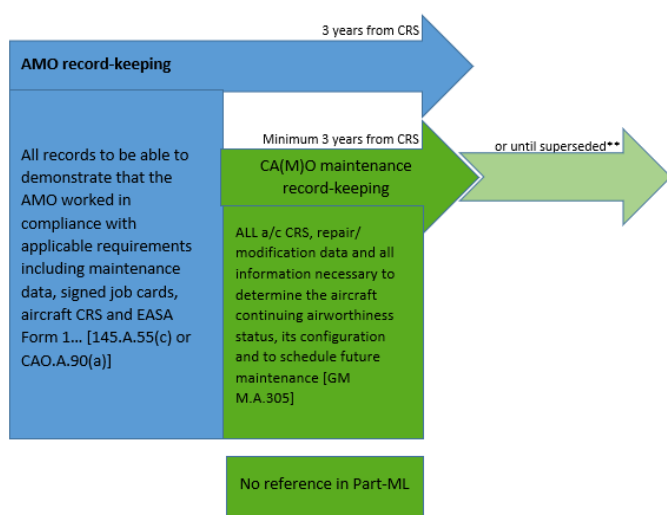 3 years from CRS
AMO record-keeping
All records to be able to
demonstrate that the
AMO worked in
compliance with
applicable requirements
including maintenance
data, signed job cards,
aircraft CRS and EASA
Form 1... [145.A.55(c) or
CAO.A.90(a)]
Minimum 3 years from CRS
CA(M)O maintenance
record-keeping
or until superseded**
ALL a/c CRS, repair/
modification data and all
information necessary to
determine the aircraft
continuing airworthiness
status, its configuration
and to schedule future
maintenance [GM
M.A.305]
No reference in Part-ML